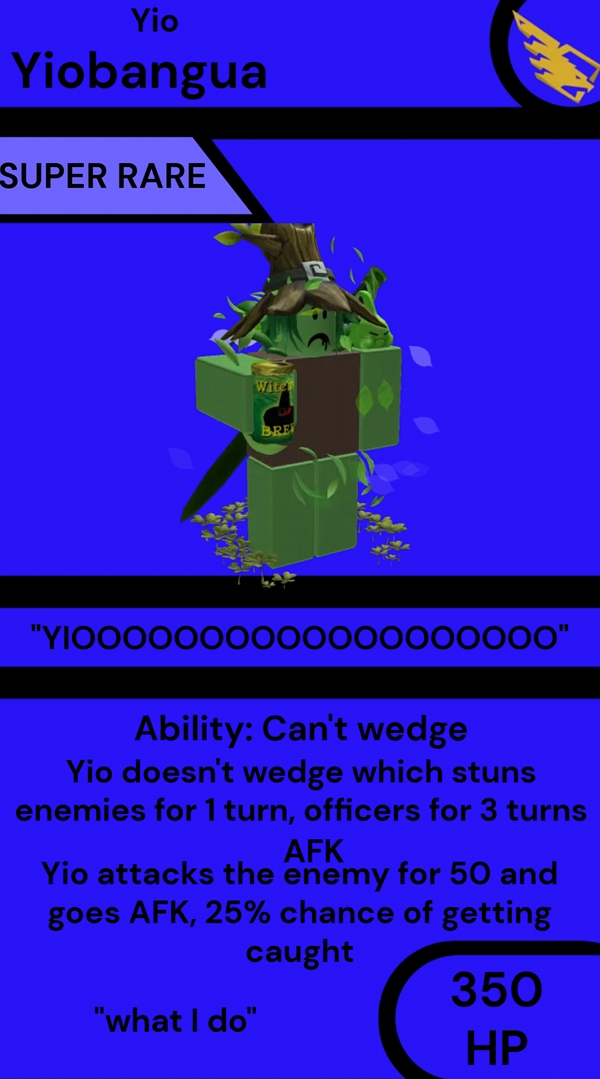 Yio
Yiobangua
SUPER RARE
Witch
BREW
"YIOOOOOOOOOOOOOOOOOOOO"
Ability: Can't wedge
Yio doesn't wedge which stuns
enemies for 1 turn, officers for 3 turns
AFK
Yio attacks the enemy for 50 and
goes AFK, 25% chance of getting
caught
"what I do"
350
HP